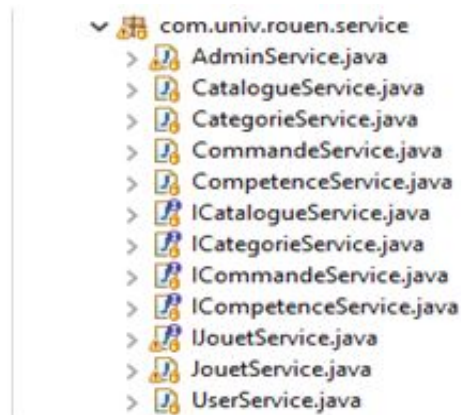 com.univ.rouen.service
AdminService.java
CatalogueService.java
CategorieService.java
CommandeService.java
CompetenceService.java
ICatalogueService.java
ICategorieService.java
ICommandeService.java
ICompetenceService.java
IJouetService.java
JouetService.java
UserService.java